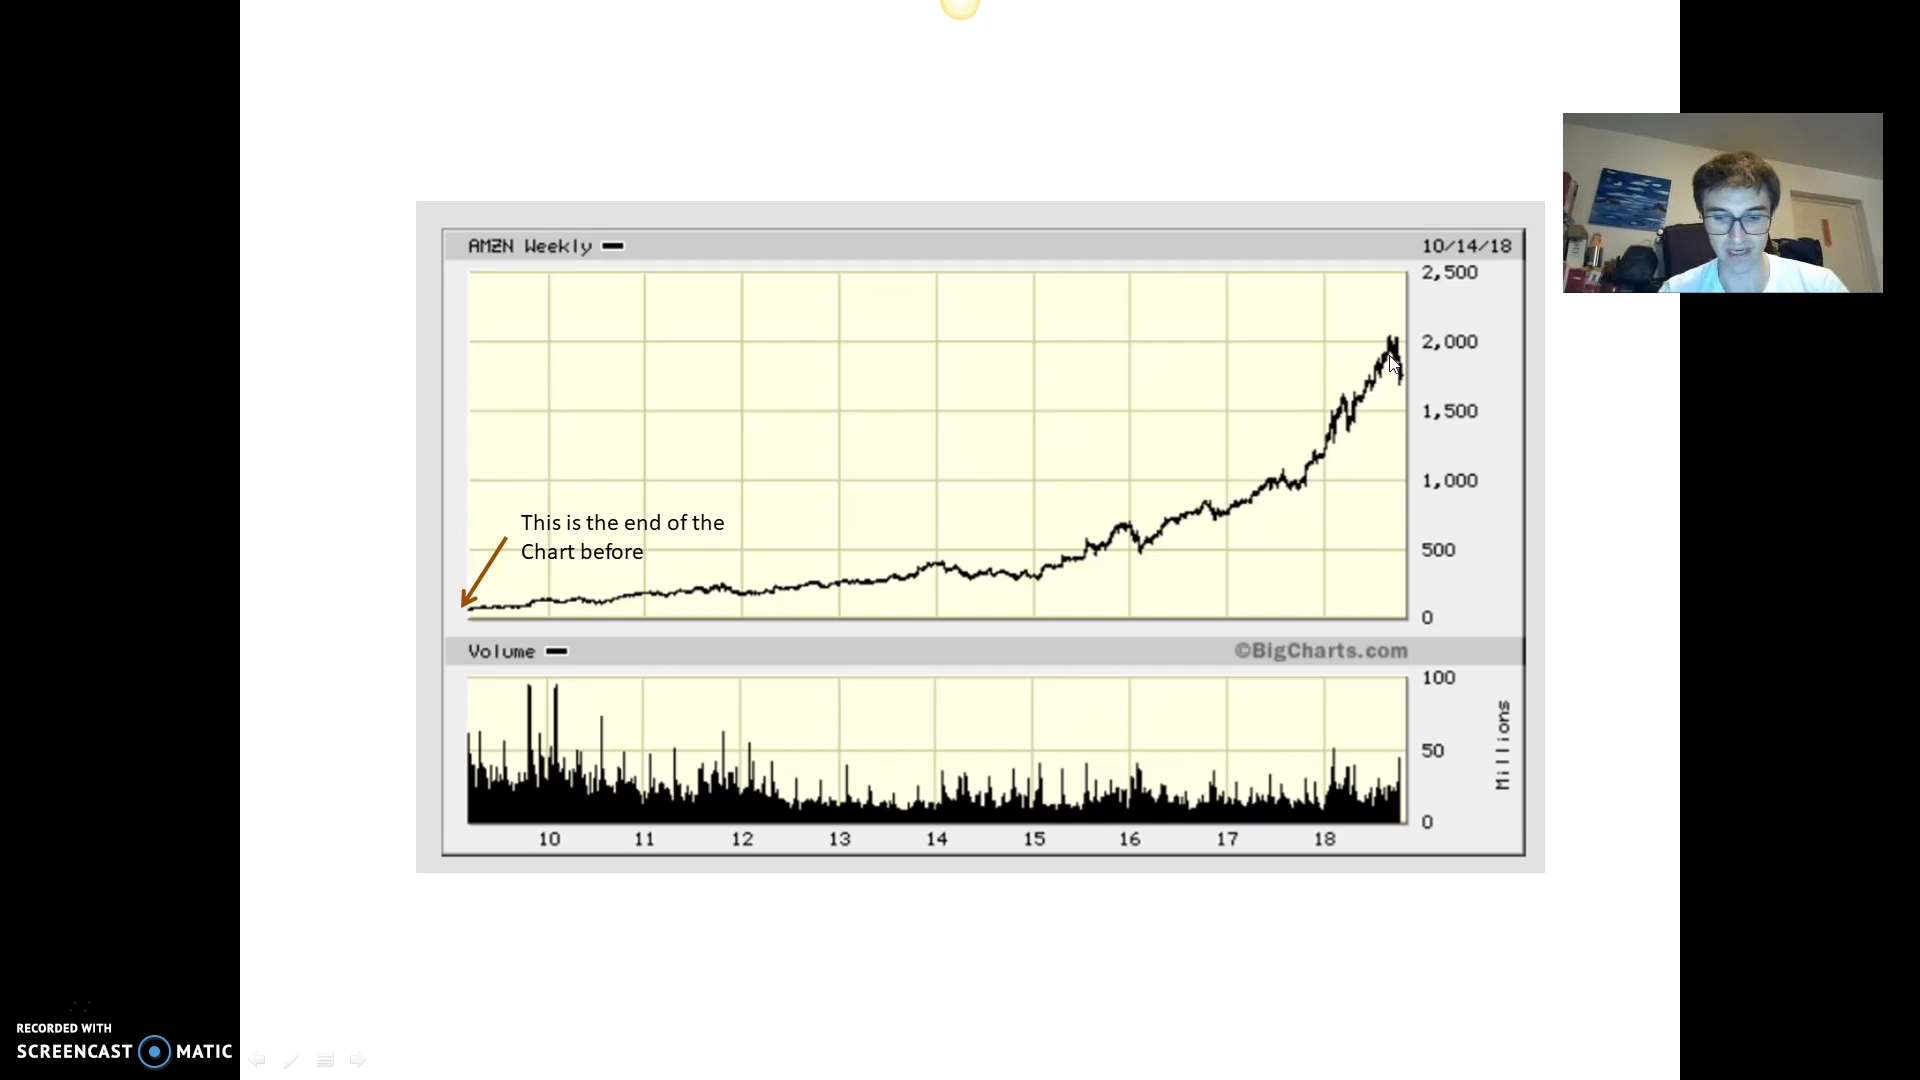 AMZN Weekly
10/14/18
2,500
2,000
1,500
1,000
500
0
This is the end of the
Chart before
Volume
©BigCharts.com
100
50
0
Millions
10 11 12 13 14 15 16 17 18
RECORDED WITH
SCREENCAST MATIC